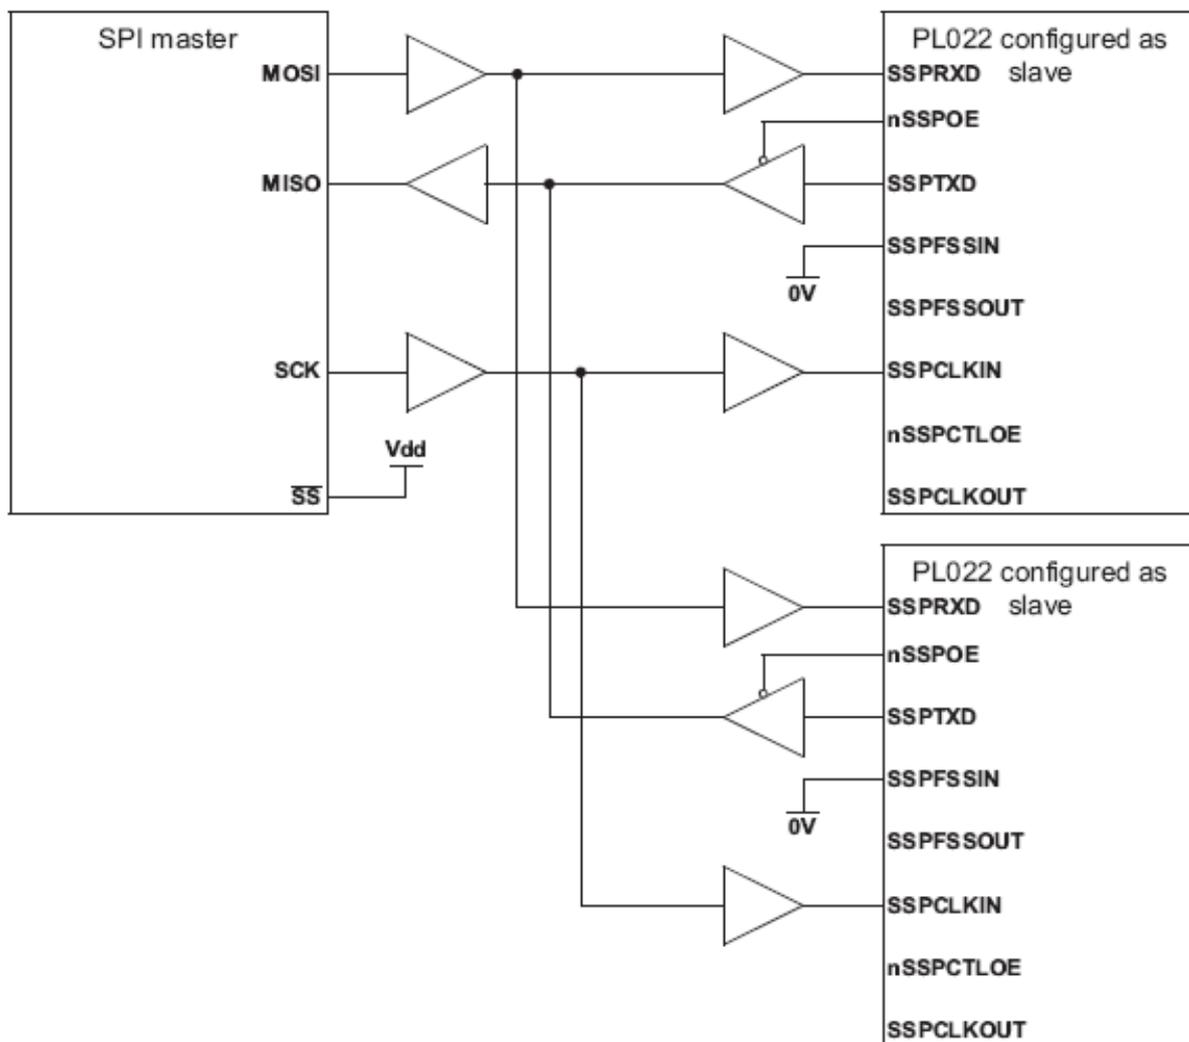 SPI master
MOSI
MISO
SCK
Vdd
SS
PL022 configured as
slave
SSPRXD
nSSPOE
SSPTXD
SSPFSSIN
0V
SSPFSSOUT
SSPCLKIN
nSSPCTLOE
SSPCLKOUT
PL022 configured as
slave
SSPRXD
nSSPOE
SSPTXD
SSPFSSIN
0V
SSPFSSOUT
SSPCLKIN
nSSPCTLOE
SSPCLKOUT